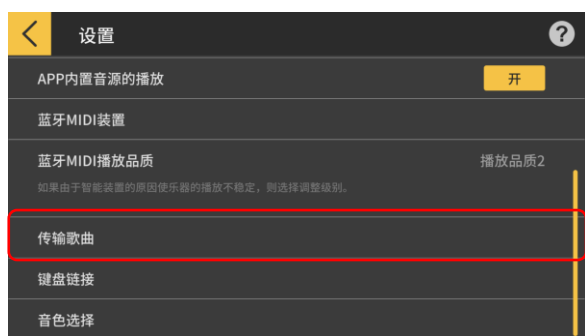 设置
?
APP内置音源的播放
开
蓝牙MIDI装置
蓝牙MIDI播放品质
播放品质2
如果由于智能装置的原因使乐器的播放不稳定，则选择调整级别。
传输歌曲
键盘链接
音色选择